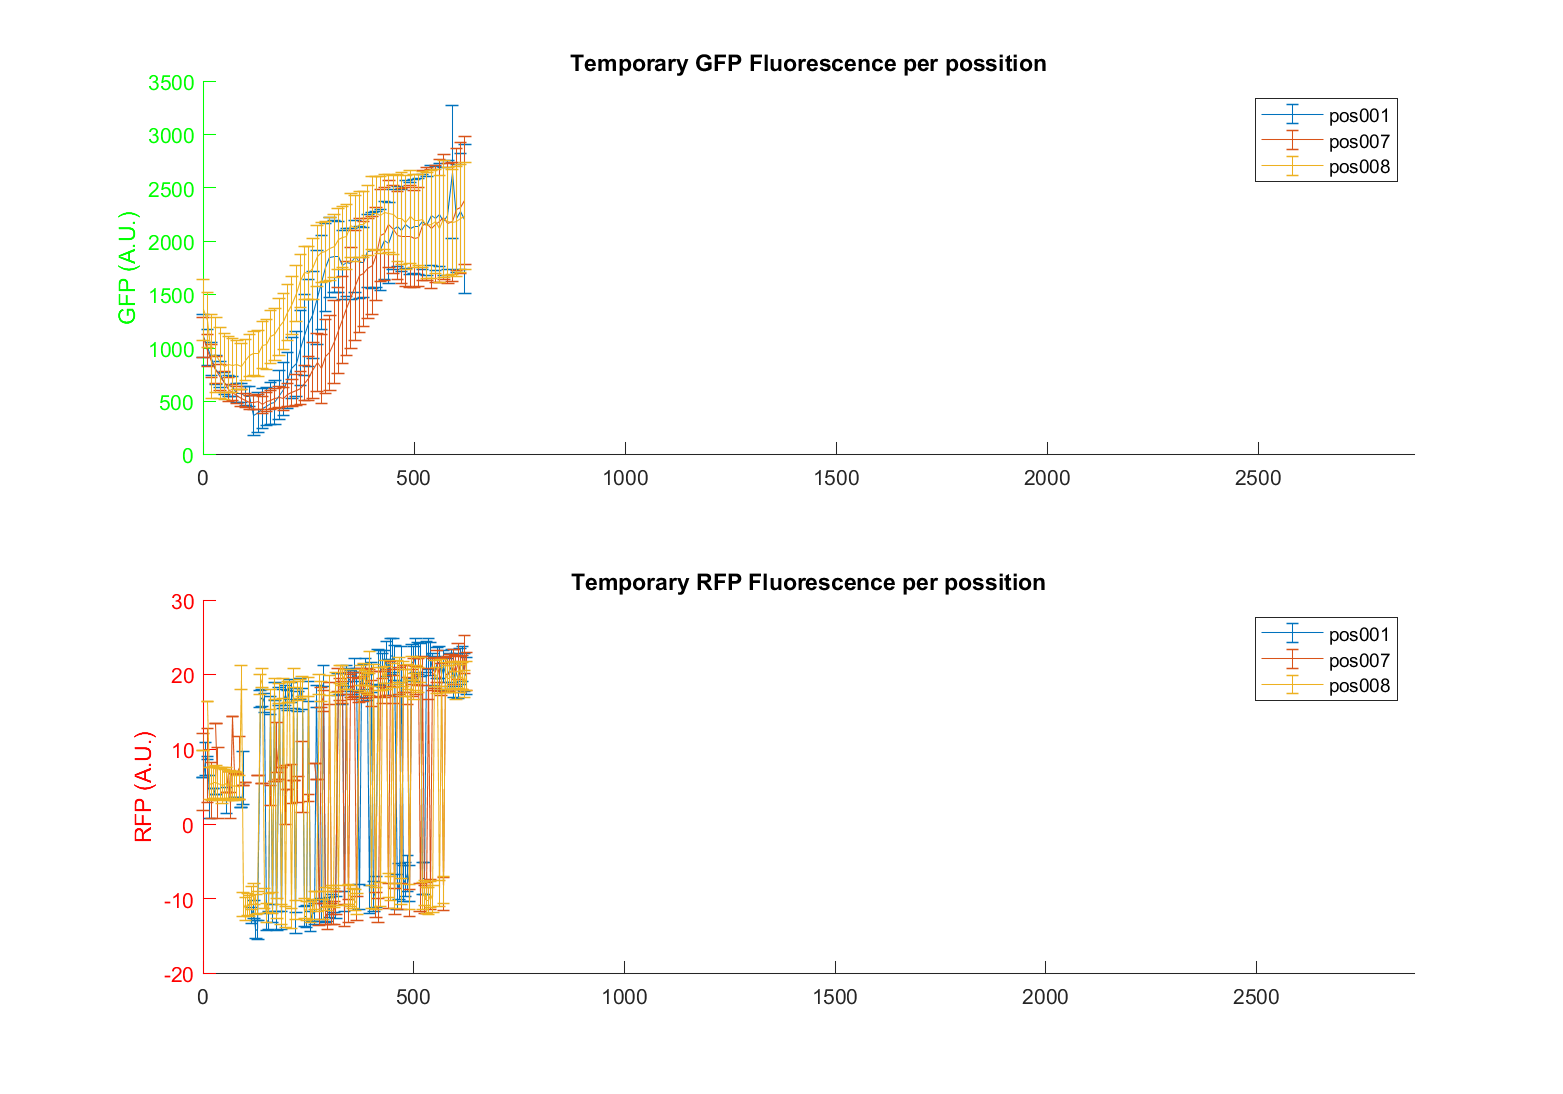 Temporary GFP Fluorescence per possition
3500
3000
2500
2000
1500
1000
500
0
GFP (A.U.)
pos001
pos007
pos008
0 500 1000 1500 2000 2500
Temporary RFP Fluorescence per possition
30
20
10
0
-10
-20
RFP (A.U.)
pos001
pos007
pos008
0 500 1000 1500 2000 2500